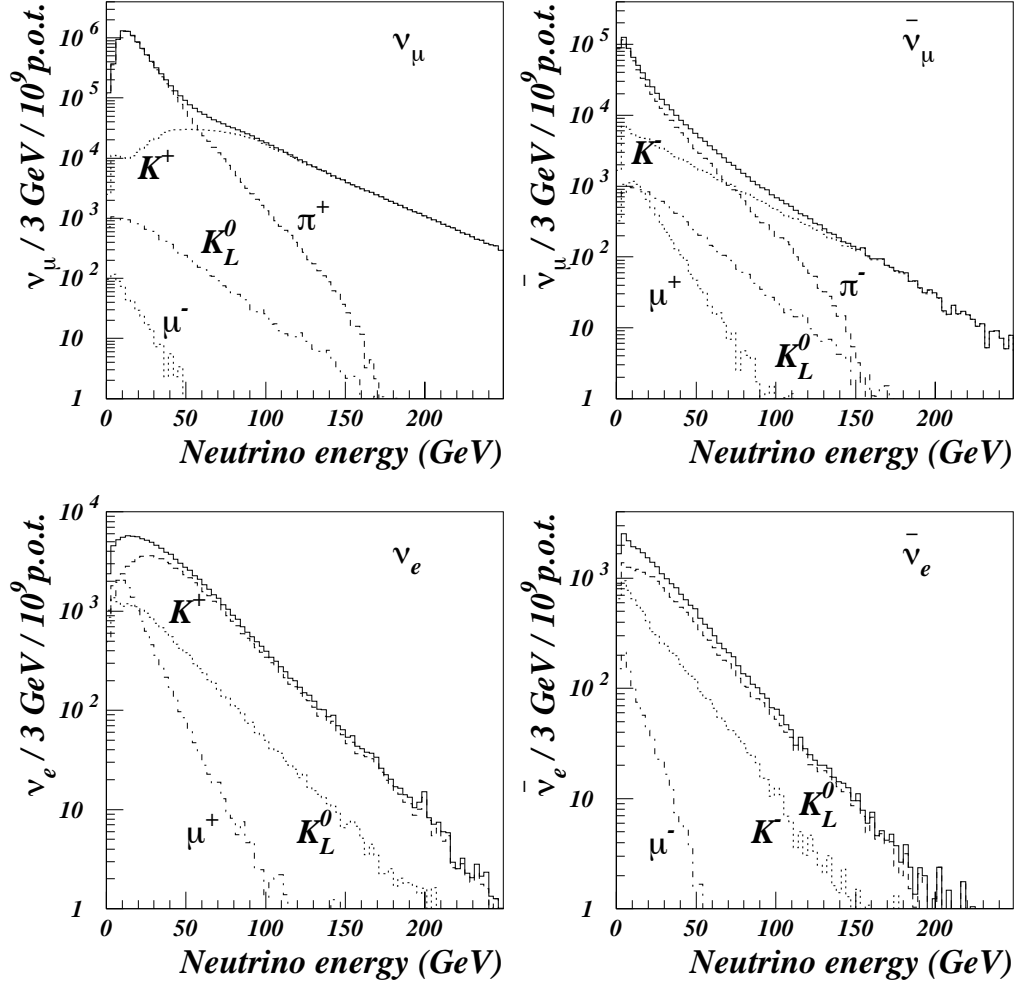 ν_μ / 3 GeV / 10^9 p.o.t.
10^6
10^5
10^4
10^3
10^2
10
1
ν_μ
K^+
π^+
K_L^0
μ^-
0 50 100 150 200
Neutrino energy (GeV)
ν̄_μ / 3 GeV / 10^9 p.o.t.
10^5
10^4
10^3
10^2
10
1
ν̄_μ
K^-
π^-
μ^+
K_L^0
0 50 100 150 200
Neutrino energy (GeV)
ν_e / 3 GeV / 10^9 p.o.t.
10^4
10^3
10^2
10
1
ν_e
K^+
μ^+
K_L^0
0 50 100 150 200
Neutrino energy (GeV)
ν̄_e / 3 GeV / 10^9 p.o.t.
10^3
10^2
10
1
ν̄_e
K_L^0
K^-
μ^-
0 50 100 150 200
Neutrino energy (GeV)